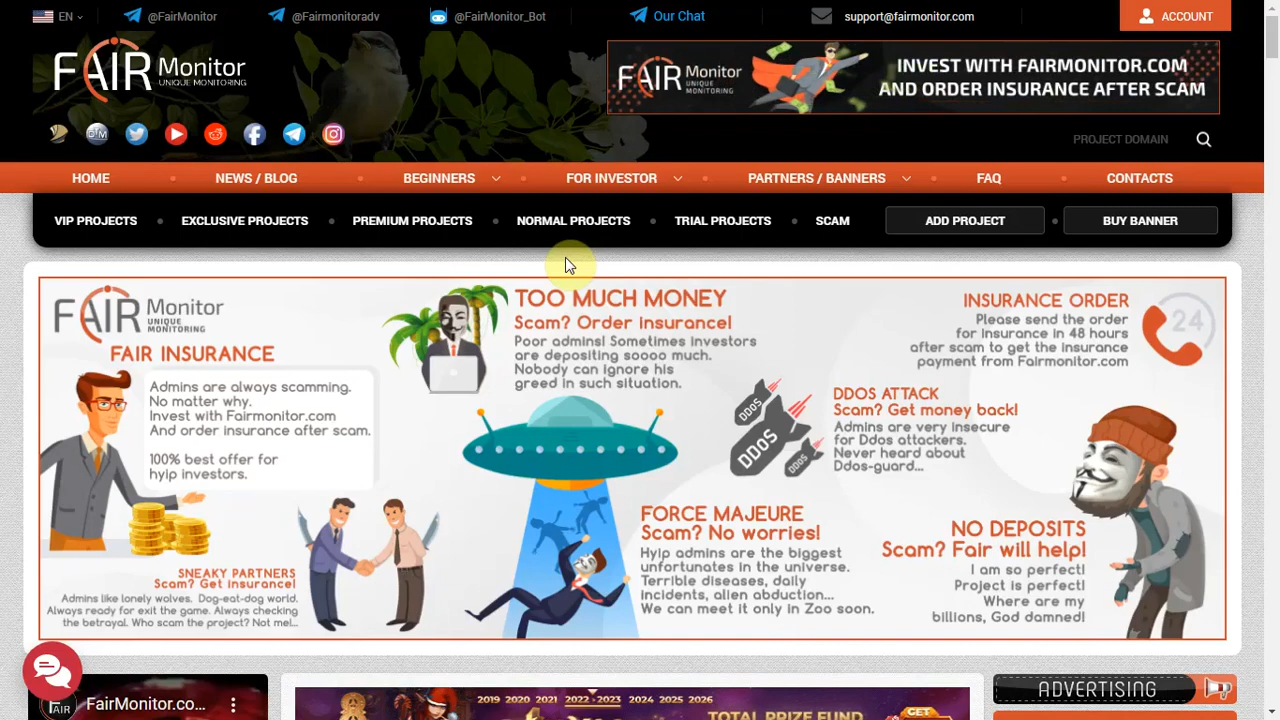 EN
@FairMonitor
@Fairmonitoradv
@FairMonitor_Bot
Our Chat
support@fairmonitor.com
ACCOUNT
FAIR Monitor
UNIQUE MONITORING
FAIR Monitor
UNIQUE MONITORING
INVEST WITH FAIRMONITOR.COM
AND ORDER INSURANCE AFTER SCAM
PROJECT DOMAIN
HOME
NEWS / BLOG
BEGINNERS
FOR INVESTOR
PARTNERS / BANNERS
FAQ
CONTACTS
VIP PROJECTS
EXCLUSIVE PROJECTS
PREMIUM PROJECTS
NORMAL PROJECTS
TRIAL PROJECTS
SCAM
ADD PROJECT
BUY BANNER
FAIR Monitor
UNIQUE
MONITORING
FAIR INSURANCE
Admins are always scamming.
No matter why.
Invest with Fairmonitor.com
And order insurance after scam.
100% best offer for
hyip investors.
SNEAKY PARTNERS
Scam? Get insurance!
Admins like lonely wolves. Dog-eat-dog world.
Always ready for exit the game. Always checking
the betrayal. Who scam the project? Not me!...
TOO MUCH MONEY
Scam? Order insurance!
Poor admins! Sometimes investors
are depositing soooo much.
Nobody can ignore his
greed in such situation.
INSURANCE ORDER
Please send the order
for insurance in 48 hours
after scam to get the insurance
payment from Fairmonitor.com
24
DDOS
DDOS
DDOS
DDOS ATTACK
Scam? Get money back!
Admins are very insecure
for Ddos attackers.
Never heard about
Ddos-guard...
FORCE MAJEURE
Scam? No worries!
Hyip admins are the biggest
unfortunates in the universe.
Terrible diseases, daily
incidents, alien abduction...
We can meet it only in Zoo soon.
NO DEPOSITS
Scam? Fair will help!
I am so perfect!
Project is perfect!
Where are my
billions, God damned!
FAIR
FairMonitor.co...
2019 2020 2021 2022-2023 2024 2025 2026
TOTAL PRIZE FUND
GET
ADVERTISING